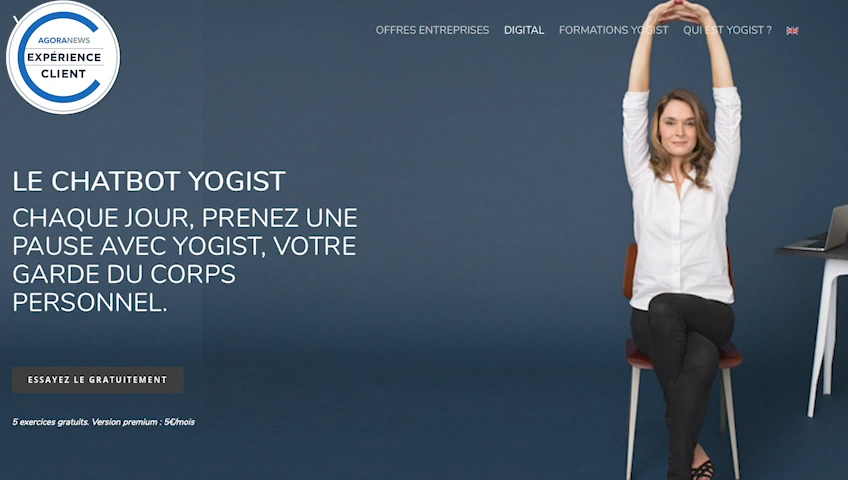 AGORANEWS
EXPÉRIENCE
CLIENT
OFFRES ENTREPRISES
DIGITAL
FORMATIONS YOGIST
QUI EST YOGIST ?
LE CHATBOT YOGIST
CHAQUE JOUR, PRENEZ UNE
PAUSE AVEC YOGIST, VOTRE
GARDE DU CORPS
PERSONNEL.
ESSAYEZ LE GRATUITEMENT
5 exercices gratuits. Version premium : 5€/mois